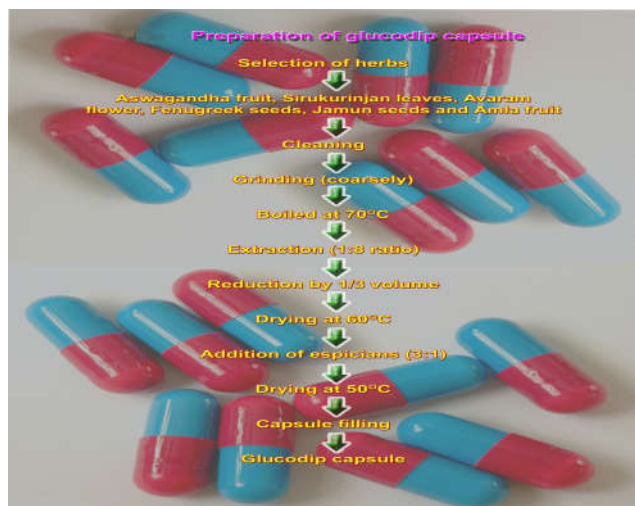 Preparation of glucodip capsule
Selection of herbs
Aswagandha fruit, Sirukurinjan leaves, Avaram
flower, Fenugreek seeds, Jamun seeds and Amla fruit
Cleaning
Grinding (coarsely)
Boiled at 70°C
Extraction (1:8 ratio)
Reduction by 1/3 volume
Drying at 60°C
Addition of espicians (3:1)
Drying at 50°C
Capsule filling
Glucodip capsule